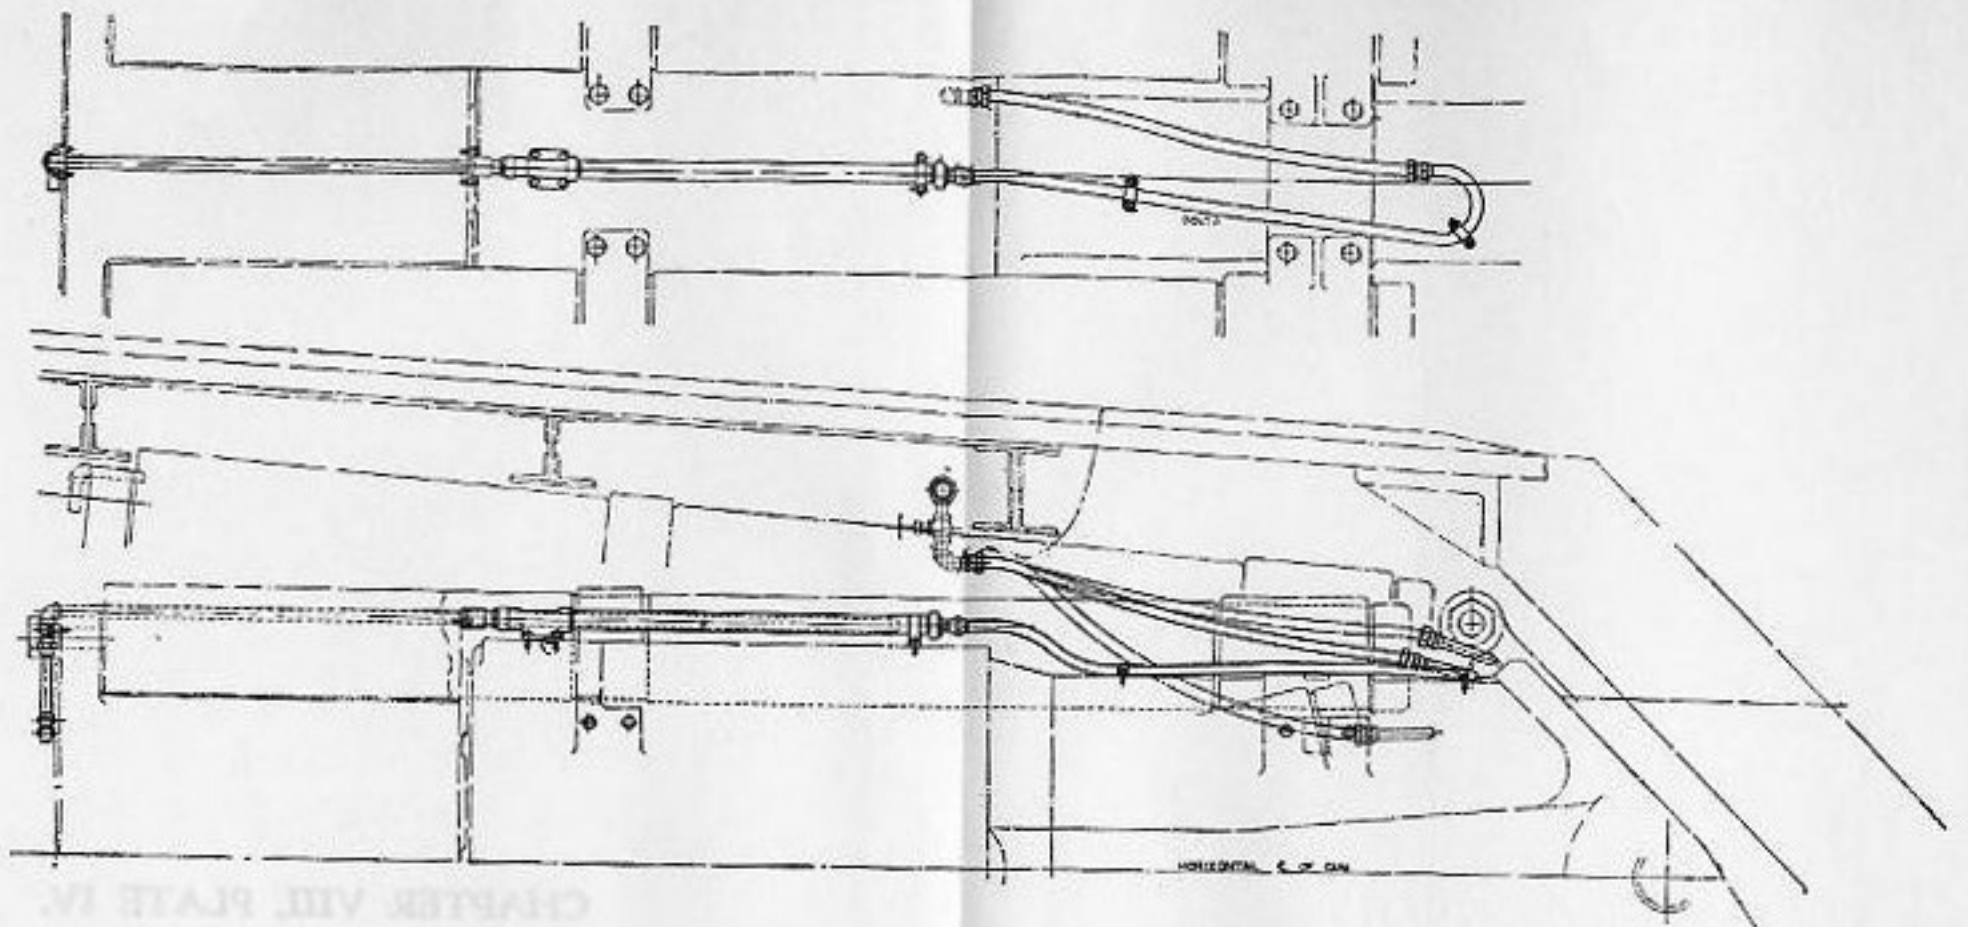 HORIZONTAL ℄ OF GUN
CHAPTER VIII, PLATE IV.